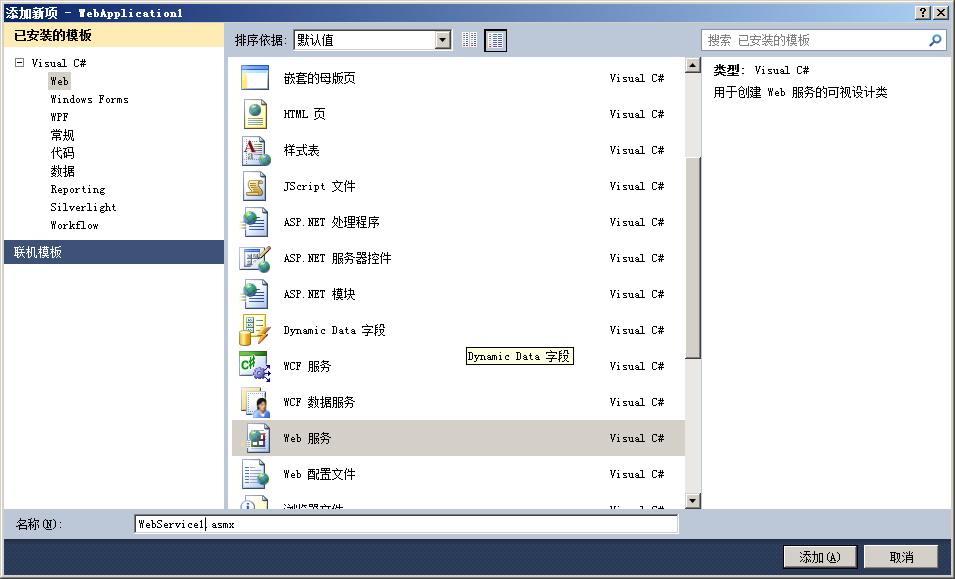 添加新项 - WebApplication1
已安装的模板
Visual C#
Web
Windows Forms
WPF
常规
代码
数据
Reporting
Silverlight
Workflow
联机模板
排序依据: 默认值
嵌套的母版页 Visual C#
HTML 页 Visual C#
样式表 Visual C#
JScript 文件 Visual C#
ASP.NET 处理程序 Visual C#
ASP.NET 服务器控件 Visual C#
ASP.NET 模块 Visual C#
Dynamic Data 字段 Visual C#
Dynamic Data 字段
WCF 服务 Visual C#
WCF 数据服务 Visual C#
Web 服务 Visual C#
Web 配置文件 Visual C#
浏览器文件 Visual C#
搜索 已安装的模板
类型: Visual C#
用于创建 Web 服务的可视设计类
名称(N): WebService1.asmx
添加(A) 取消